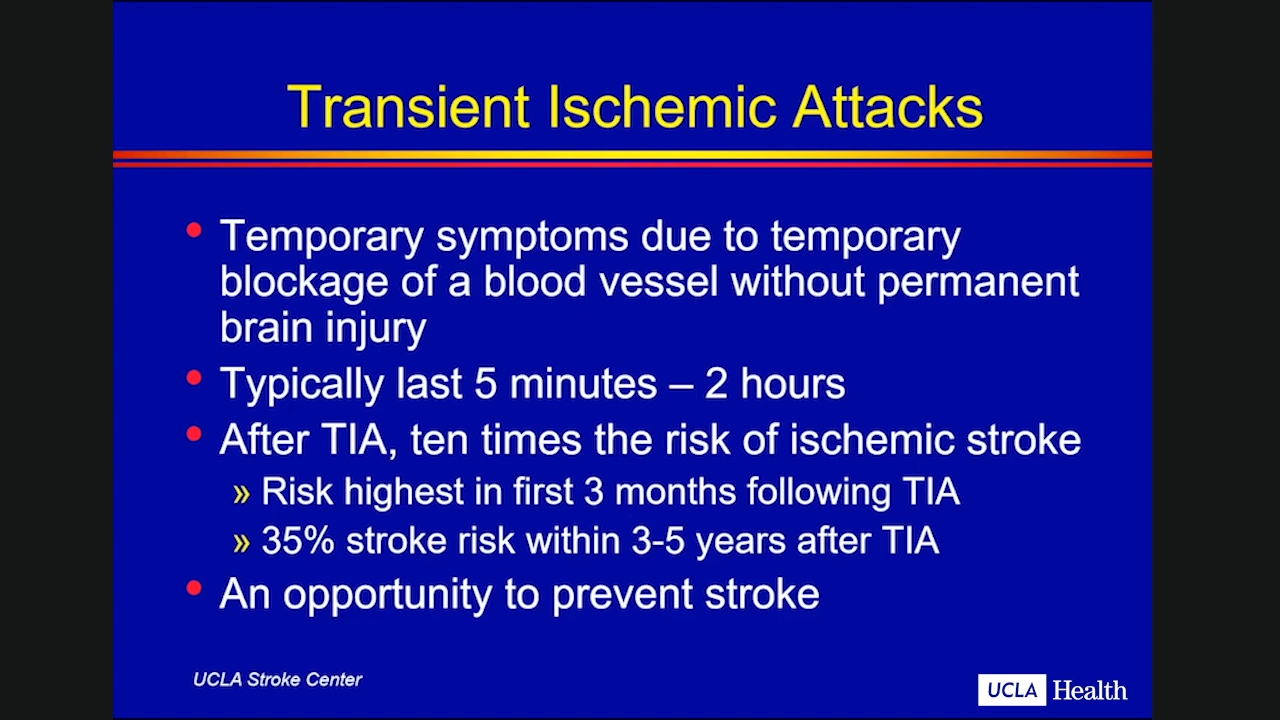 Transient Ischemic Attacks
• Temporary symptoms due to temporary
blockage of a blood vessel without permanent
brain injury
• Typically last 5 minutes – 2 hours
• After TIA, ten times the risk of ischemic stroke
» Risk highest in first 3 months following TIA
» 35% stroke risk within 3-5 years after TIA
• An opportunity to prevent stroke
UCLA Stroke Center
UCLA Health